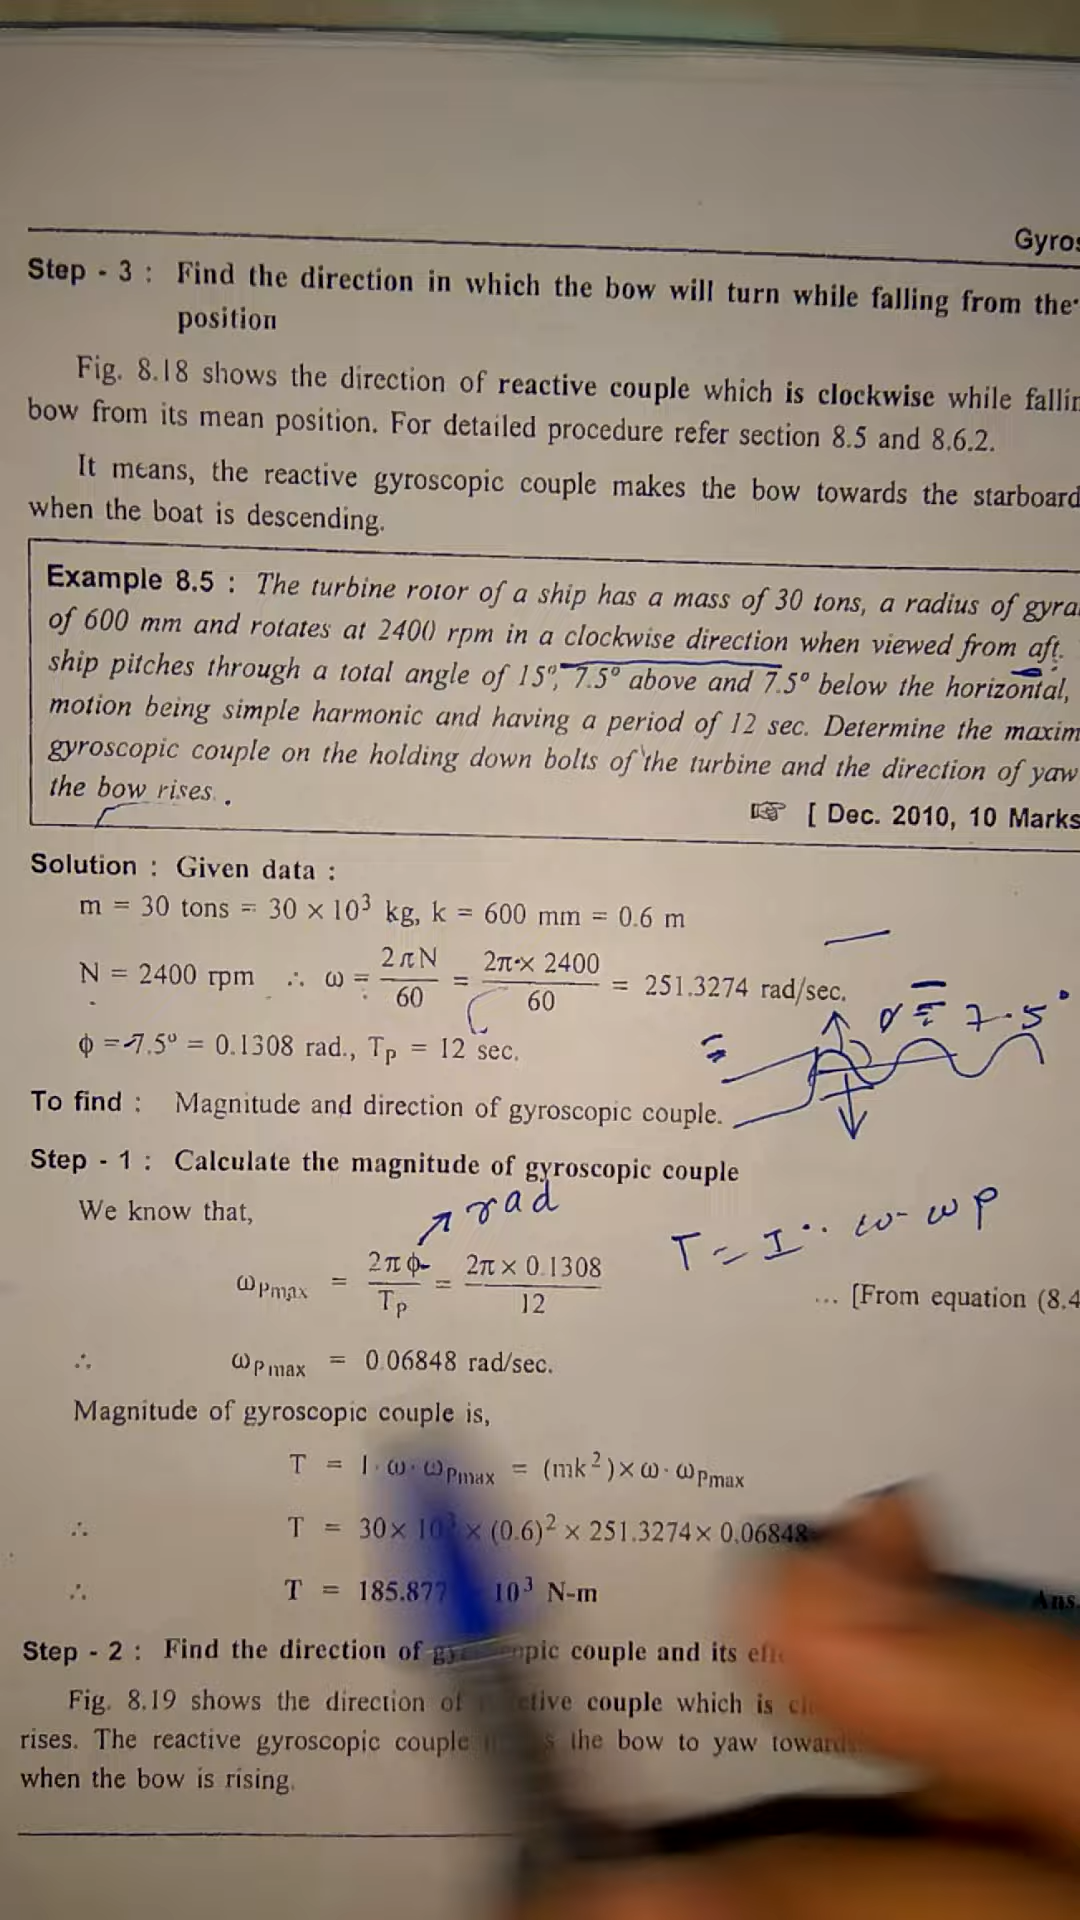 Gyros
Step - 3 : Find the direction in which the bow will turn while falling from the
position
Fig. 8.18 shows the direction of reactive couple which is clockwise while fallin
bow from its mean position. For detailed procedure refer section 8.5 and 8.6.2.
It means, the reactive gyroscopic couple makes the bow towards the starboard
when the boat is descending.
Example 8.5 : The turbine rotor of a ship has a mass of 30 tons, a radius of gyra
of 600 mm and rotates at 2400 rpm in a clockwise direction when viewed from aft.
ship pitches through a total angle of 15°, 7.5° above and 7.5° below the horizontal,
motion being simple harmonic and having a period of 12 sec. Determine the maxim
gyroscopic couple on the holding down bolts of the turbine and the direction of yaw
the bow rises.
☞ [ Dec. 2010, 10 Marks
Solution : Given data :
m = 30 tons = 30 × 10³ kg, k = 600 mm = 0.6 m
N = 2400 rpm ∴ ω = 2πN/60 = 2π × 2400/60 = 251.3274 rad/sec.
7.5°
ϕ = 7.5° = 0.1308 rad., Tp = 12 sec.
To find : Magnitude and direction of gyroscopic couple.
Step - 1 : Calculate the magnitude of gyroscopic couple
We know that,
rad
T = I . ω - ωp
ωPmax = 2πϕ/Tp = 2π × 0.1308/12 ... [From equation (8.4
∴ ωPmax = 0.06848 rad/sec.
Magnitude of gyroscopic couple is,
T = I · ω · ωPmax = (mk²) × ω · ωPmax
∴ T = 30 × 10³ × (0.6)² × 251.3274 × 0.06848
∴ T = 185.877 10³ N-m Ans.
Step - 2 : Find the direction of couple and its
Fig. 8.19 shows the direction of couple which is
rises. The reactive gyroscopic couple the bow to yaw towards
when the bow is rising.